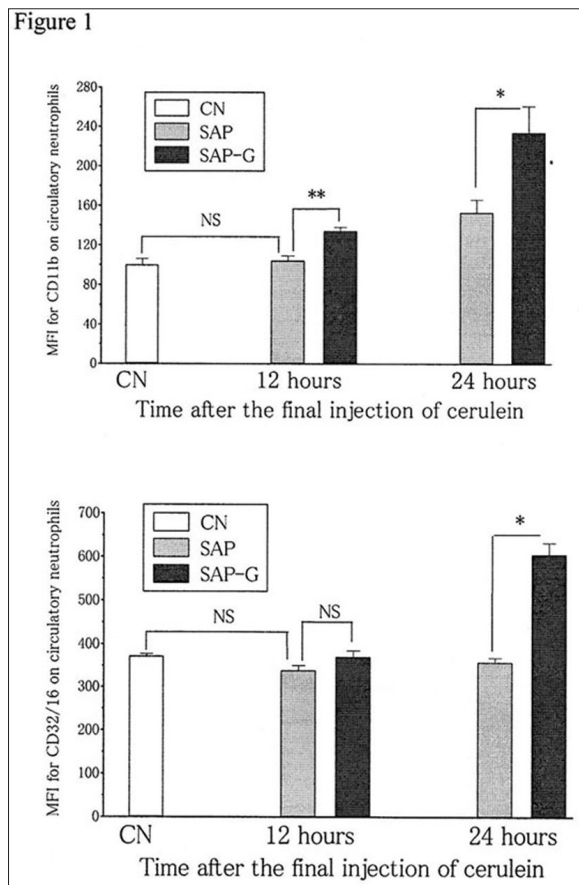 Figure 1
280
240
200
160
120
80
40
0
MFI for CD11b on circulatory neutrophils
CN
SAP
SAP-G
NS
**
*
CN 12 hours 24 hours
Time after the final injection of cerulein
700
600
500
400
300
200
100
0
MFI for CD32/16 on circulatory neutrophils
CN
SAP
SAP-G
NS
NS
*
CN 12 hours 24 hours
Time after the final injection of cerulein